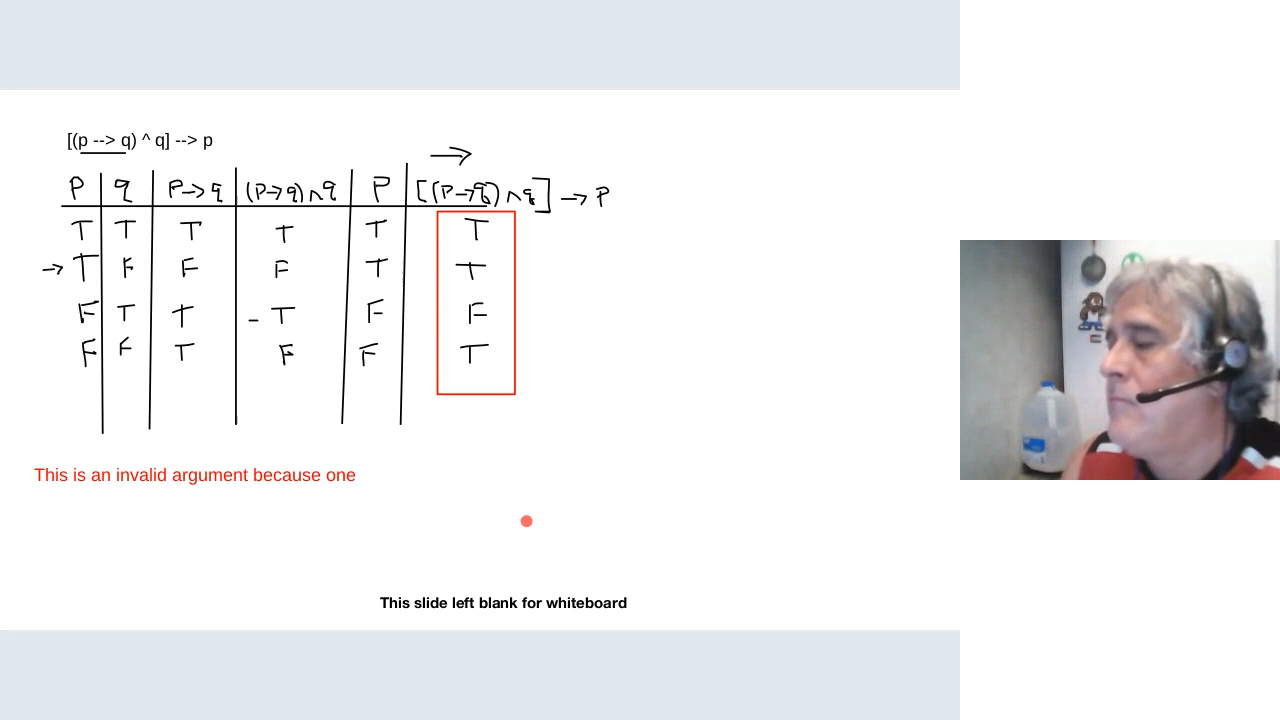 [(p --> q) ^ q] --> p
P q P→q (P→q)∧q P [(P→q)∧q] → P
T T T T T T
→ T F F F T T
F T T - T F F
F F T F F T
This is an invalid argument because one
This slide left blank for whiteboard